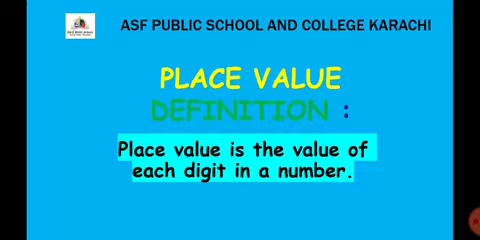 ASF PUBLIC SCHOOL AND COLLEGE KARACHI
PLACE VALUE
DEFINITION :
Place value is the value of
each digit in a number.